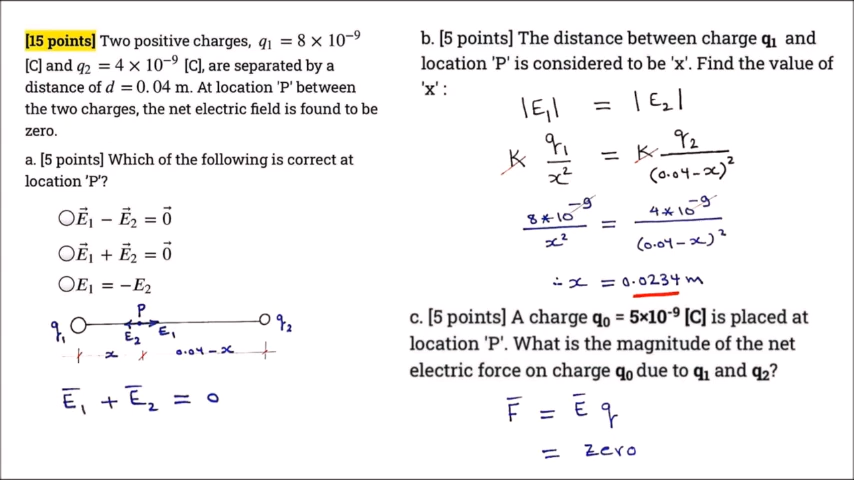 [15 points] Two positive charges, q₁ = 8 × 10⁻⁹
[C] and q₂ = 4 × 10⁻⁹ [C], are separated by a
distance of d = 0.04 m. At location 'P' between
the two charges, the net electric field is found to be
zero.
a. [5 points] Which of the following is correct at
location 'P'?
○E⃗₁ − E⃗₂ = 0⃗
○E⃗₁ + E⃗₂ = 0⃗
○E₁ = −E₂
P
q₁ E₂ E₁ q₂
x 0.04-x
E̅₁ + E̅₂ = 0
b. [5 points] The distance between charge q₁ and
location 'P' is considered to be 'x'. Find the value of
'x' :
|E₁| = |E₂|
K q₁/x² = K q₂/(0.04-x)²
8*10⁻⁹/x² = 4*10⁻⁹/(0.04-x)²
∴ x = 0.0234 m
c. [5 points] A charge q₀ = 5×10⁻⁹ [C] is placed at
location 'P'. What is the magnitude of the net
electric force on charge q₀ due to q₁ and q₂?
F̅ = E̅ q
= zero